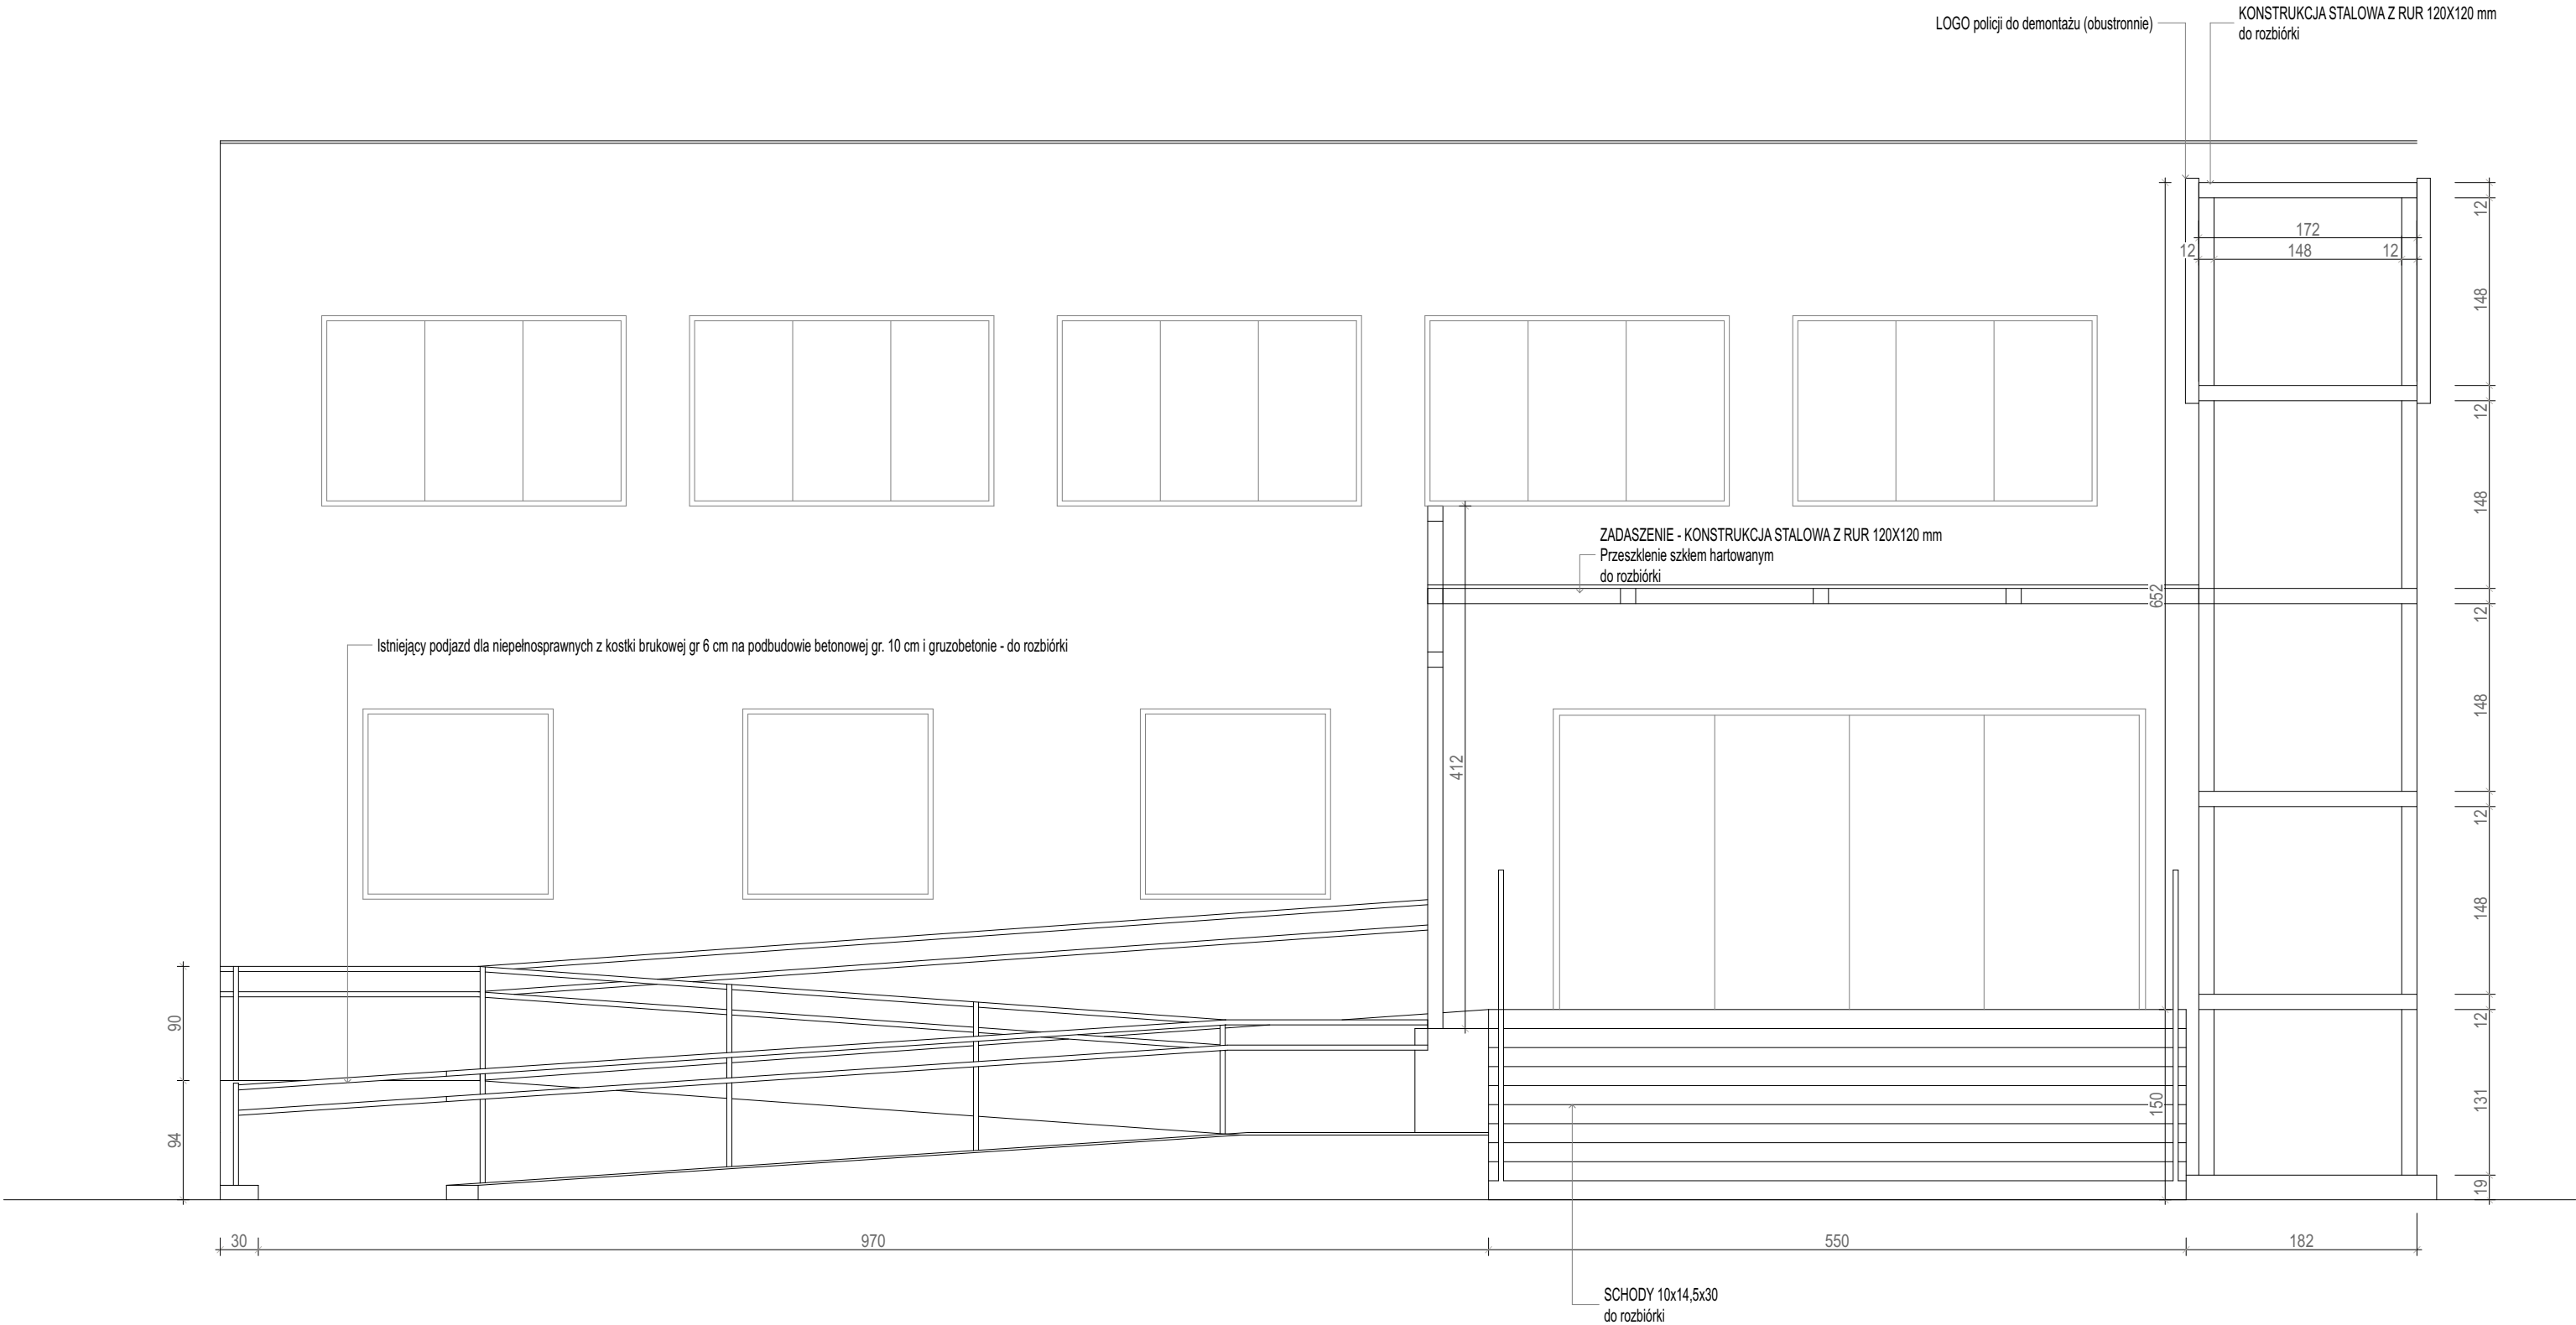 KONSTRUKCJA STALOWA Z RUR 120X120 mm
do rozbiórki
LOGO policji do demontażu (obustronnie)
12
172
12
148
12
148
12
148
ZADASZENIE - KONSTRUKCJA STALOWA Z RUR 120X120 mm
Przeszklenie szkłem hartowanym
do rozbiórki
652
12
Istniejący podjazd dla niepełnosprawnych z kostki brukowej gr 6 cm na podbudowie betonowej gr. 10 cm i gruzobetonie - do rozbiórki
148
412
12
148
90
12
131
150
94
19
30
970
550
182
SCHODY 10x14,5x30
do rozbiórki